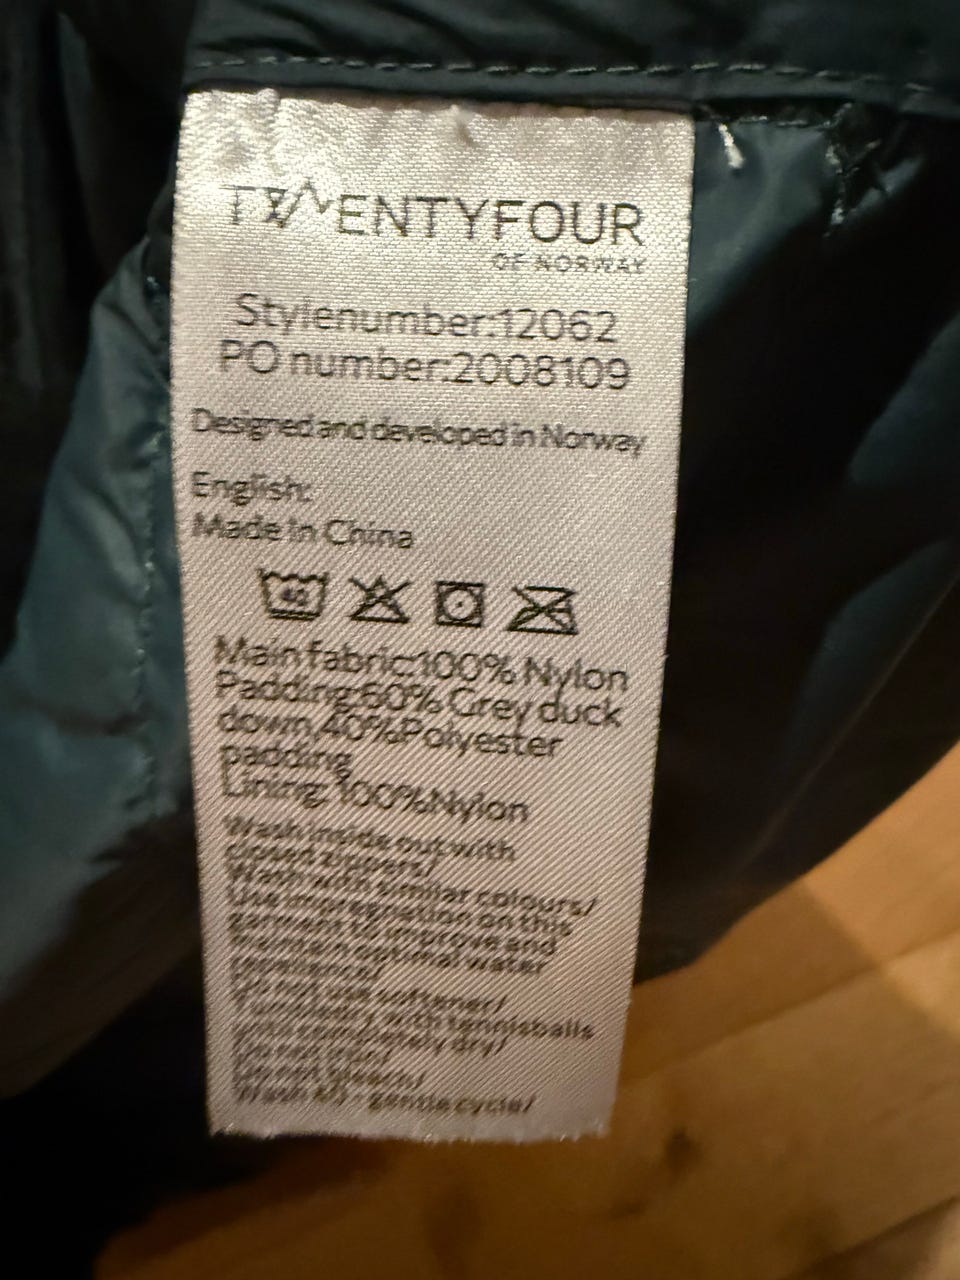 TWENTYFOUR
OF NORWAY
Stylenumber:12062
PO number:2008109
Designed and developed in Norway
English:
Made in China
40
Main fabric:100% Nylon
Padding:60% Grey duck
down,40%Polyester
padding
Lining: 100%Nylon
Wash inside out with
closed zippers/
Wash with similar colours/
Use impregnation on this
garment to improve and
maintain optimal water
repellence/
Do not use softener/
Tumbledry with tennisballs
until completely dry/
Do not iron/
Do not bleach/
Wash 40 - gentle cycle/